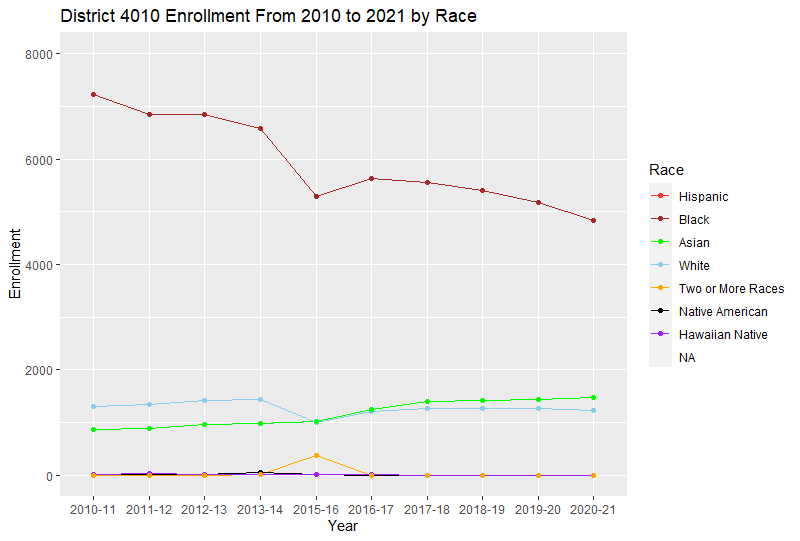 District 4010 Enrollment From 2010 to 2021 by Race
8000
6000
4000
2000
0
Enrollment
2010-11 2011-12 2012-13 2013-14 2015-16 2016-17 2017-18 2018-19 2019-20 2020-21
Year
Race
Hispanic
Black
Asian
White
Two or More Races
Native American
Hawaiian Native
NA